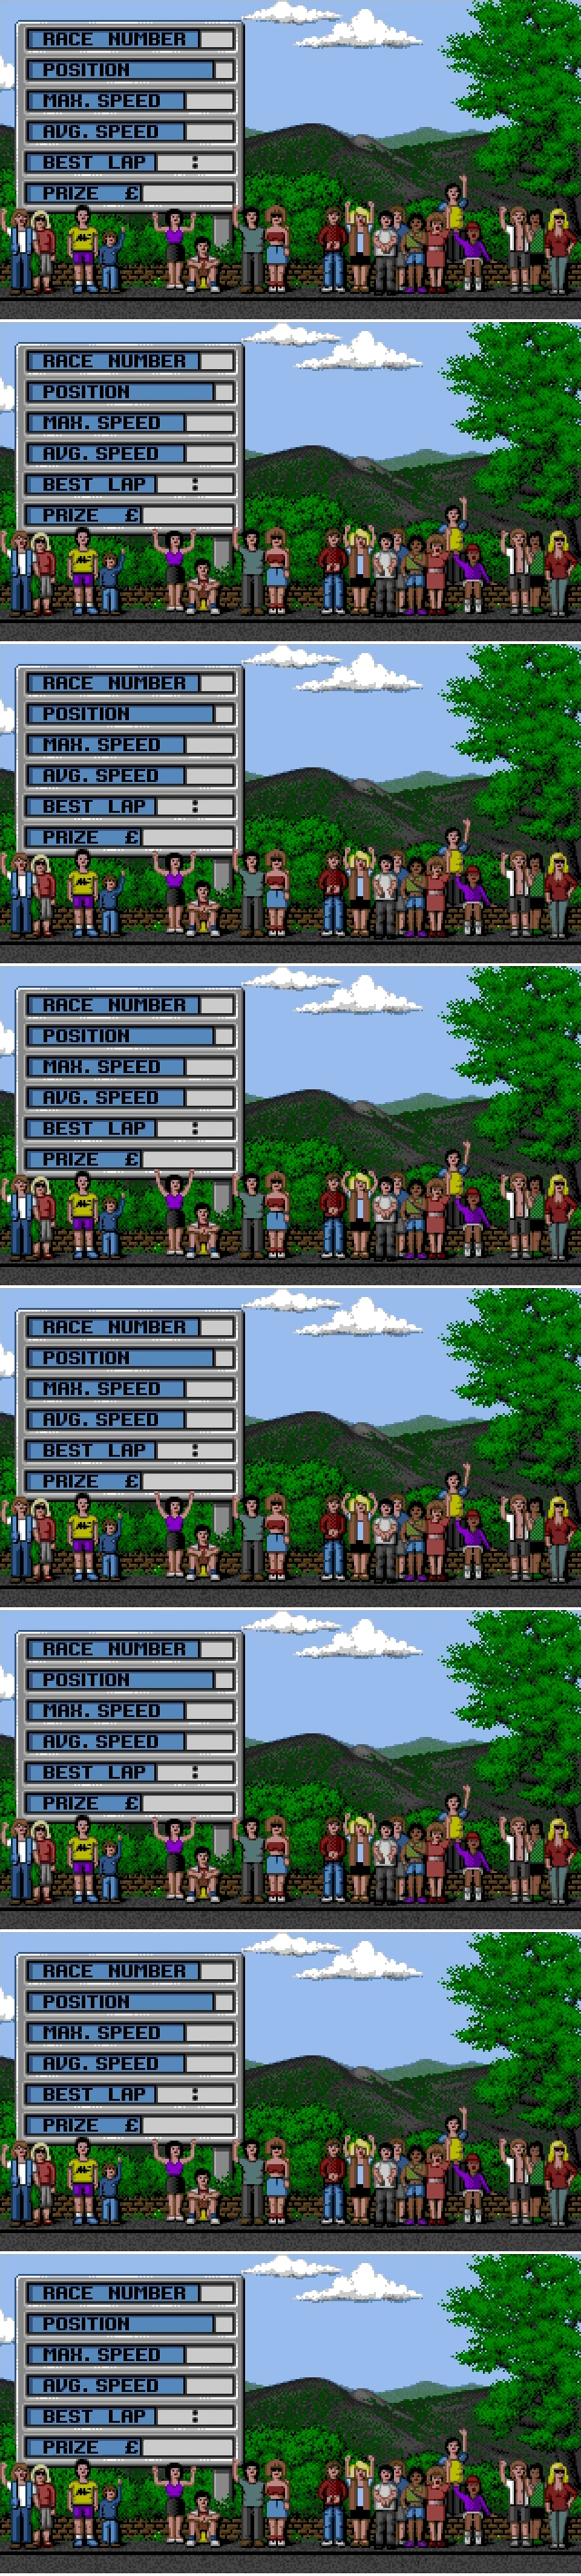 RACE NUMBER
POSITION
MAX. SPEED
AVG. SPEED
BEST LAP :
PRIZE £
RACE NUMBER
POSITION
MAX. SPEED
AVG. SPEED
BEST LAP :
PRIZE £
RACE NUMBER
POSITION
MAX. SPEED
AVG. SPEED
BEST LAP :
PRIZE £
RACE NUMBER
POSITION
MAX. SPEED
AVG. SPEED
BEST LAP :
PRIZE £
RACE NUMBER
POSITION
MAX. SPEED
AVG. SPEED
BEST LAP :
PRIZE £
RACE NUMBER
POSITION
MAX. SPEED
AVG. SPEED
BEST LAP :
PRIZE £
RACE NUMBER
POSITION
MAX. SPEED
AVG. SPEED
BEST LAP :
PRIZE £
RACE NUMBER
POSITION
MAX. SPEED
AVG. SPEED
BEST LAP :
PRIZE £